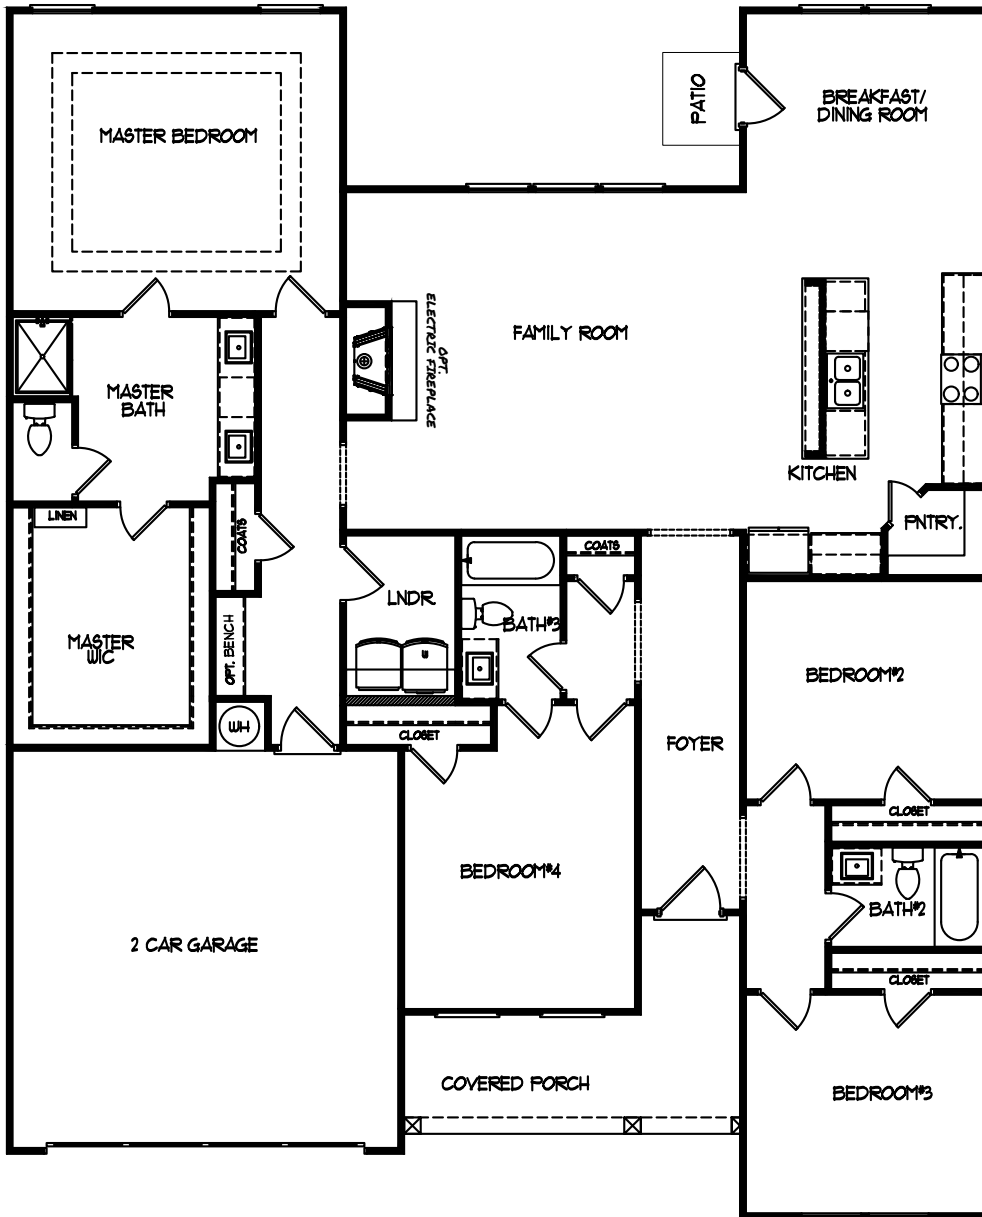 PATIO
BREAKFAST/
DINING ROOM
MASTER BEDROOM
OPT.
ELECTRIC FIREPLACE
FAMILY ROOM
MASTER
BATH
KITCHEN
LINEN
COATS
PNTRY.
COATS
LNDR.
BATH#3
OPT. BENCH
MASTER
WIC
BEDROOM#2
WH
CLOSET
FOYER
CLOSET
BEDROOM#4
BATH#2
2 CAR GARAGE
CLOSET
COVERED PORCH
BEDROOM#3